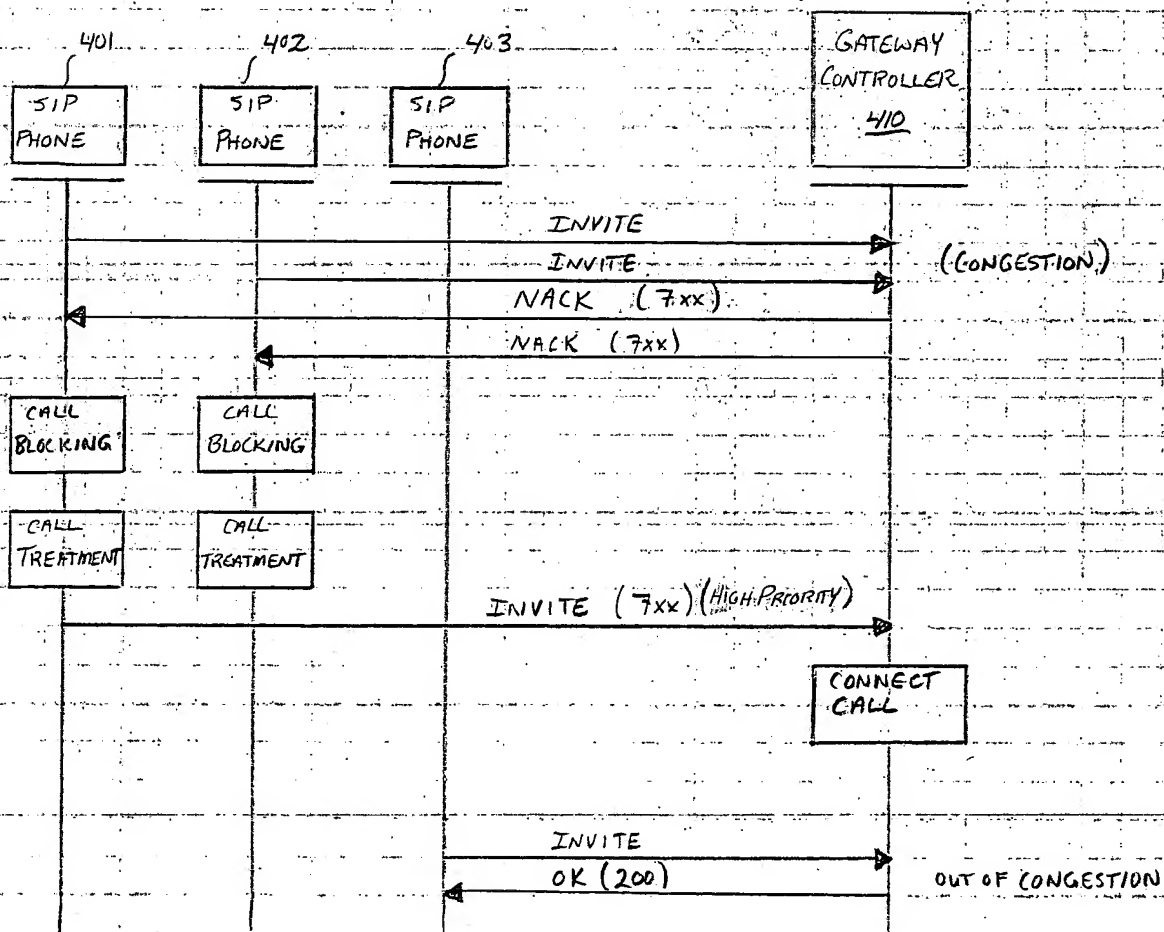 401
402
403
SIP
PHONE
SIP
PHONE
SIP
PHONE
GATEWAY
CONTROLLER
410
INVITE
(CONGESTION)
INVITE
NACK (7xx)
NACK (7xx)
CALL
BLOCKING
CALL
BLOCKING
CALL
TREATMENT
CALL
TREATMENT
INVITE (7xx) (HIGH PRIORITY)
CONNECT
CALL
INVITE
OK (200)
OUT OF CONGESTION